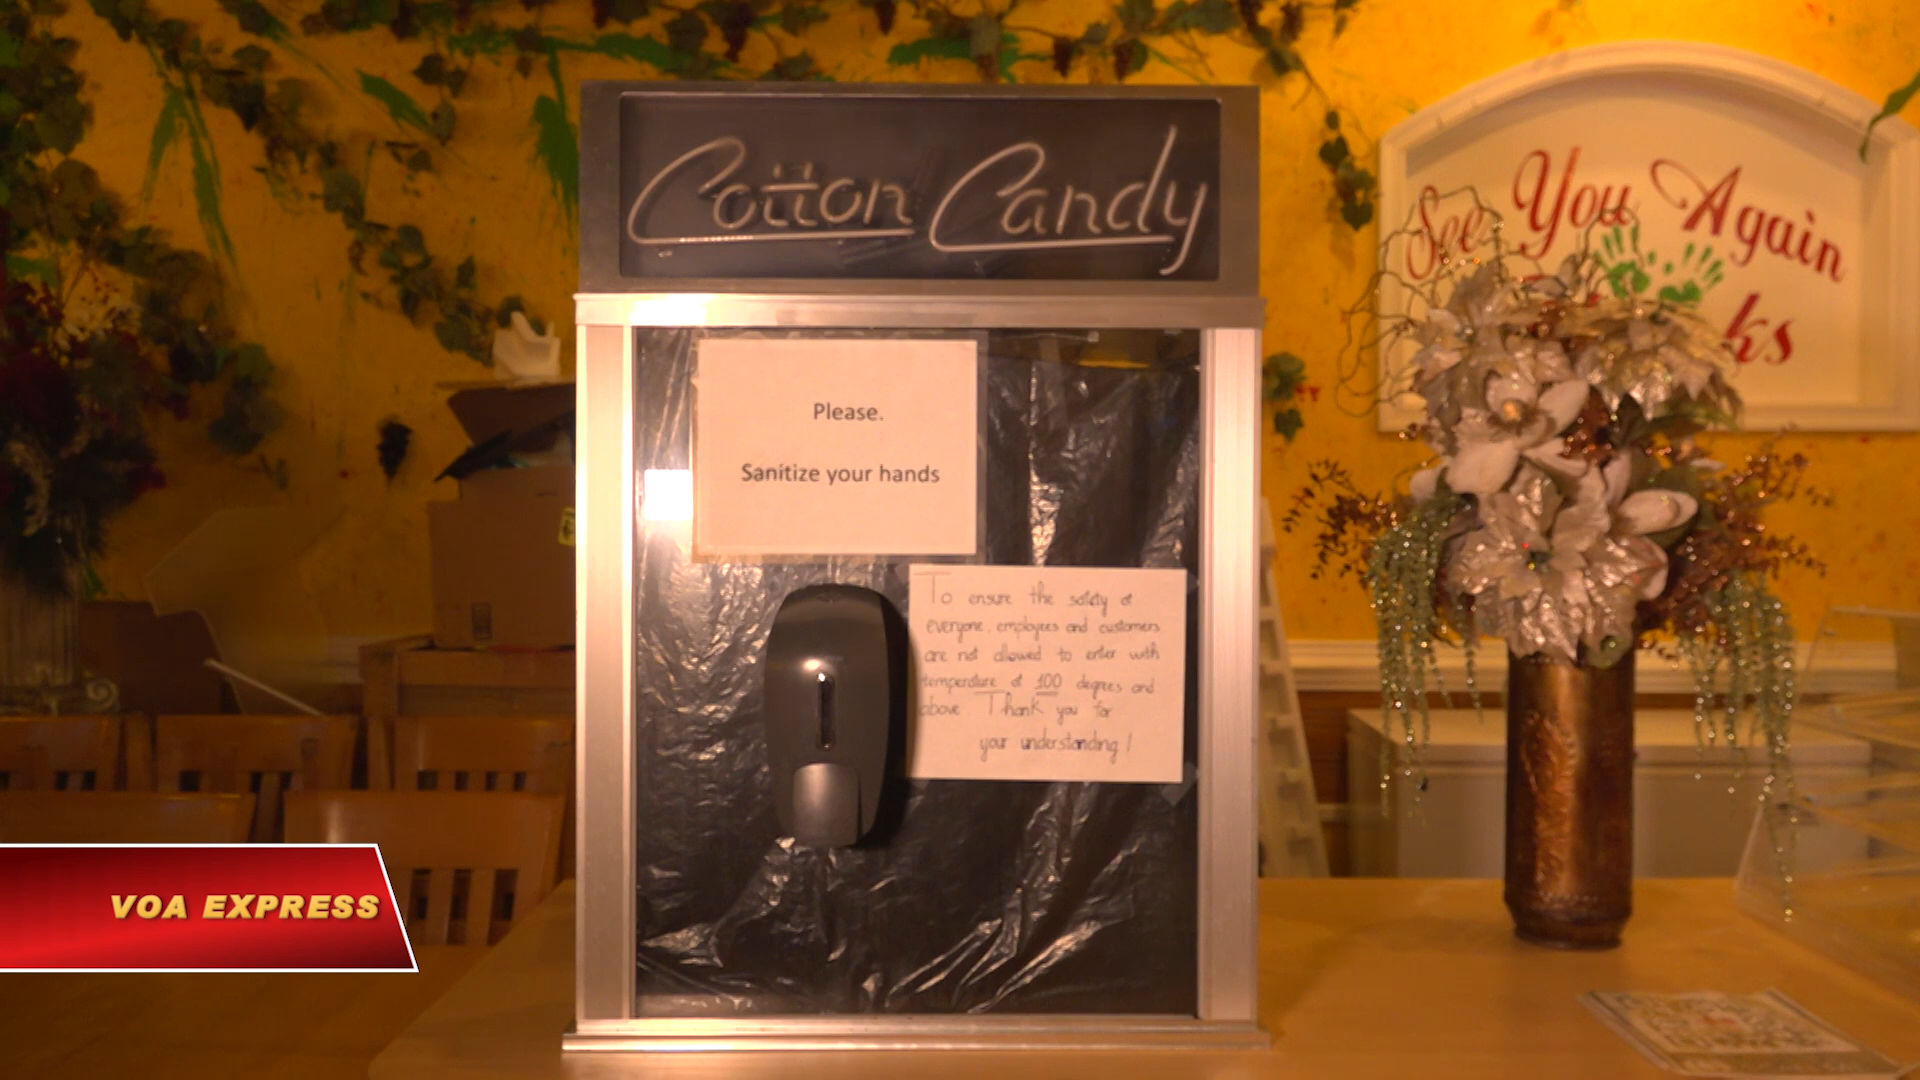 Cotton Candy
See You Again
ks
Please.
Sanitize your hands
To ensure the safety of
everyone, employees and customers
are not allowed to enter with
temperature of 100 degrees and
above. Thank you for
your understanding!
VOA EXPRESS